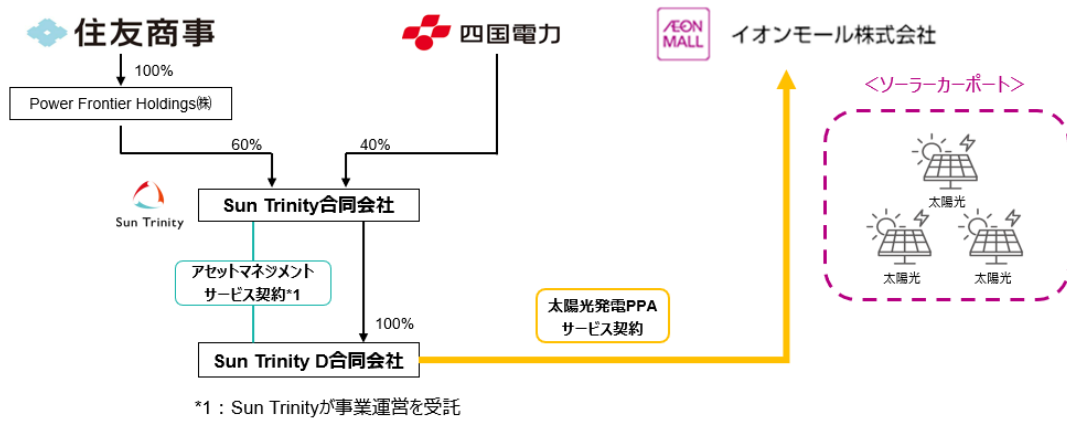 住友商事
四国電力
ÆON
MALL
イオンモール株式会社
100%
<ソーラーカーポート>
Power Frontier Holdings㈱
60%
40%
太陽光
Sun Trinity
Sun Trinity合同会社
アセットマネジメント
サービス契約*1
太陽光
太陽光
太陽光発電PPA
サービス契約
100%
Sun Trinity D合同会社
*1:Sun Trinityが事業運営を受託